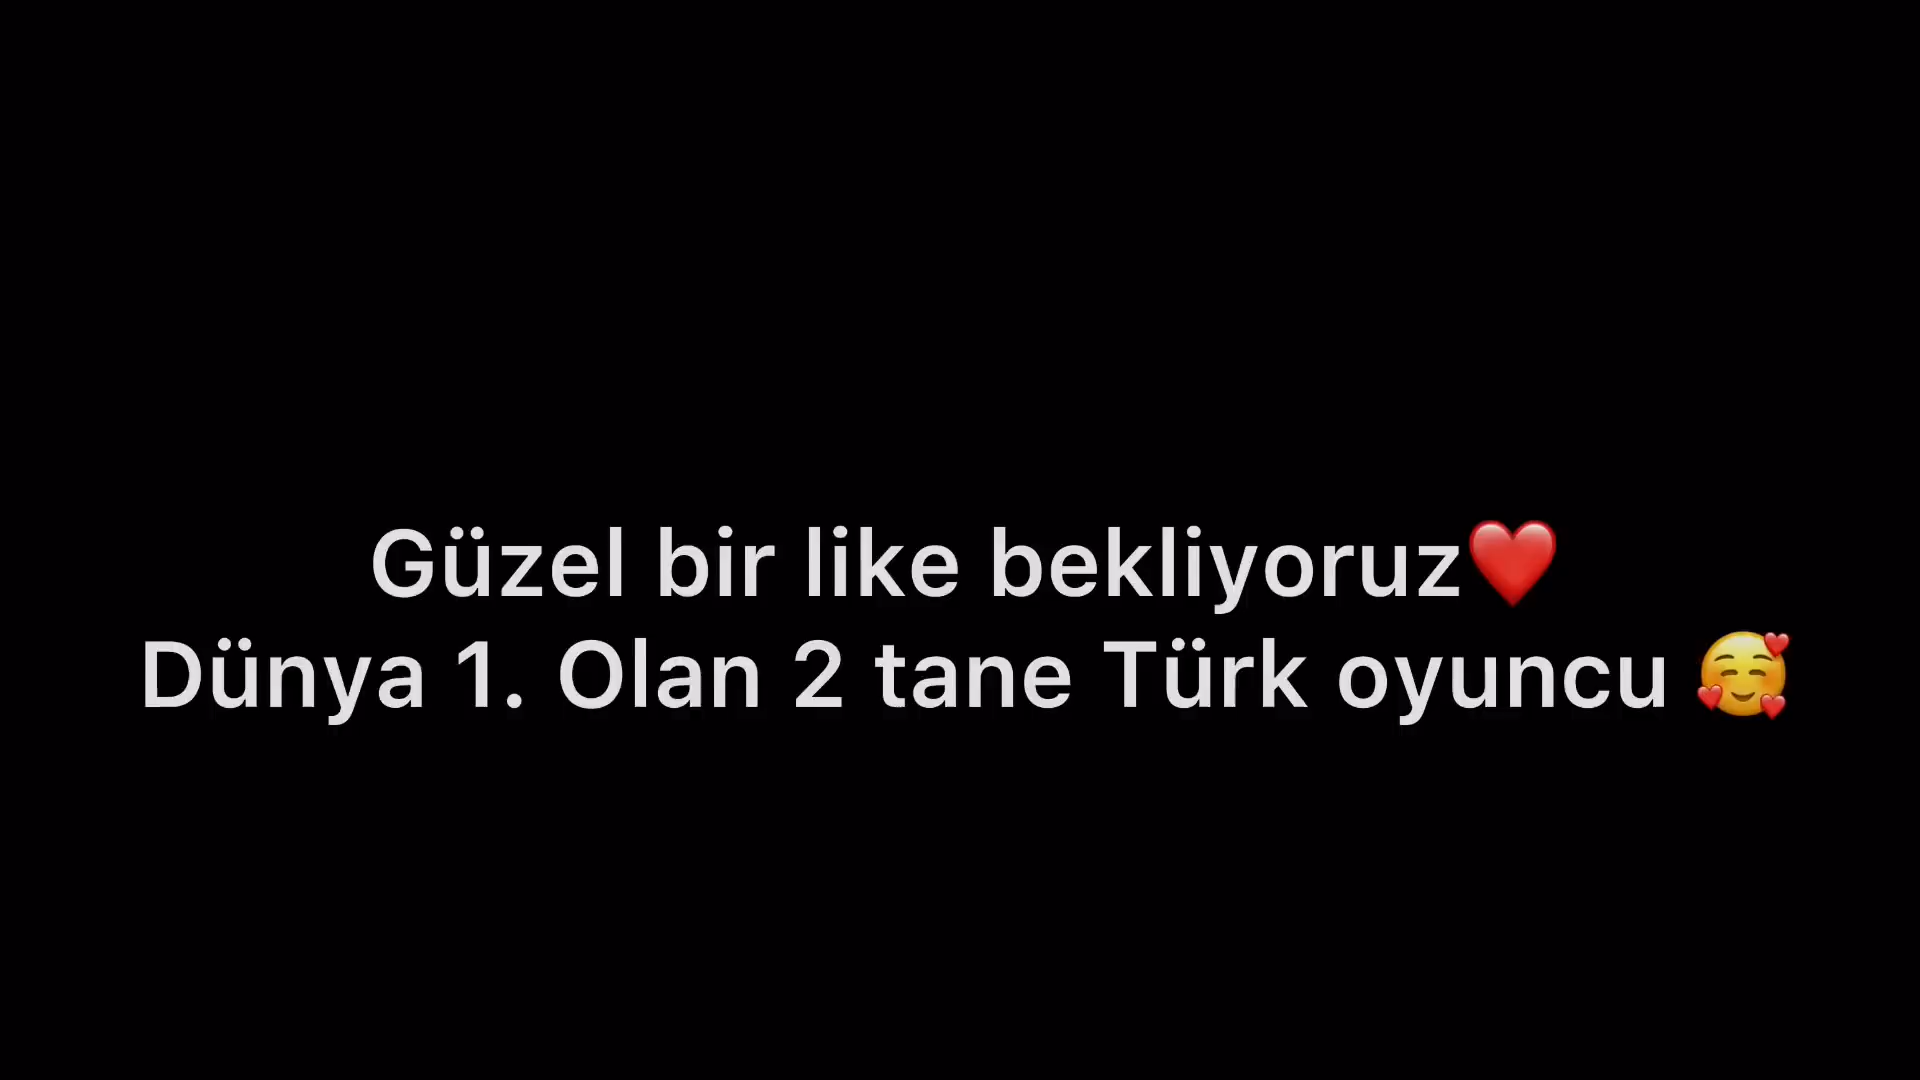 Güzel bir like bekliyoruz❤️
Dünya 1. Olan 2 tane Türk oyuncu 🥰